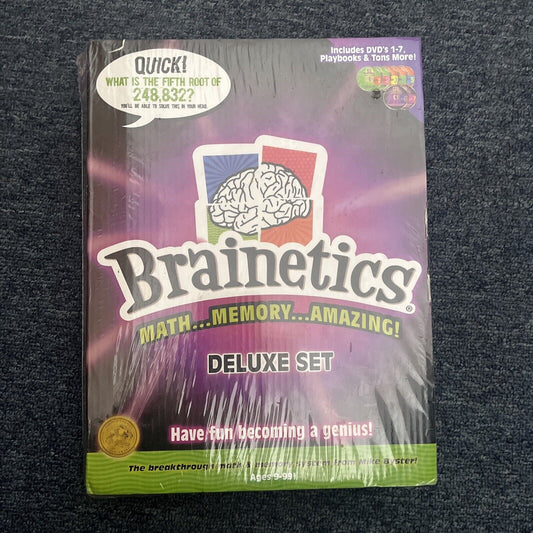 QUICK!
WHAT IS THE FIFTH ROOT OF
248,832?
YOU'LL BE ABLE TO SOLVE THIS IN YOUR HEAD.
Includes DVD's 1-7,
Playbooks & Tons More!
Brainetics®
MATH...MEMORY...AMAZING!
DELUXE SET
Have fun becoming a genius!
The breakthrough math & memory system from Mike Byster!
Ages 9-99!